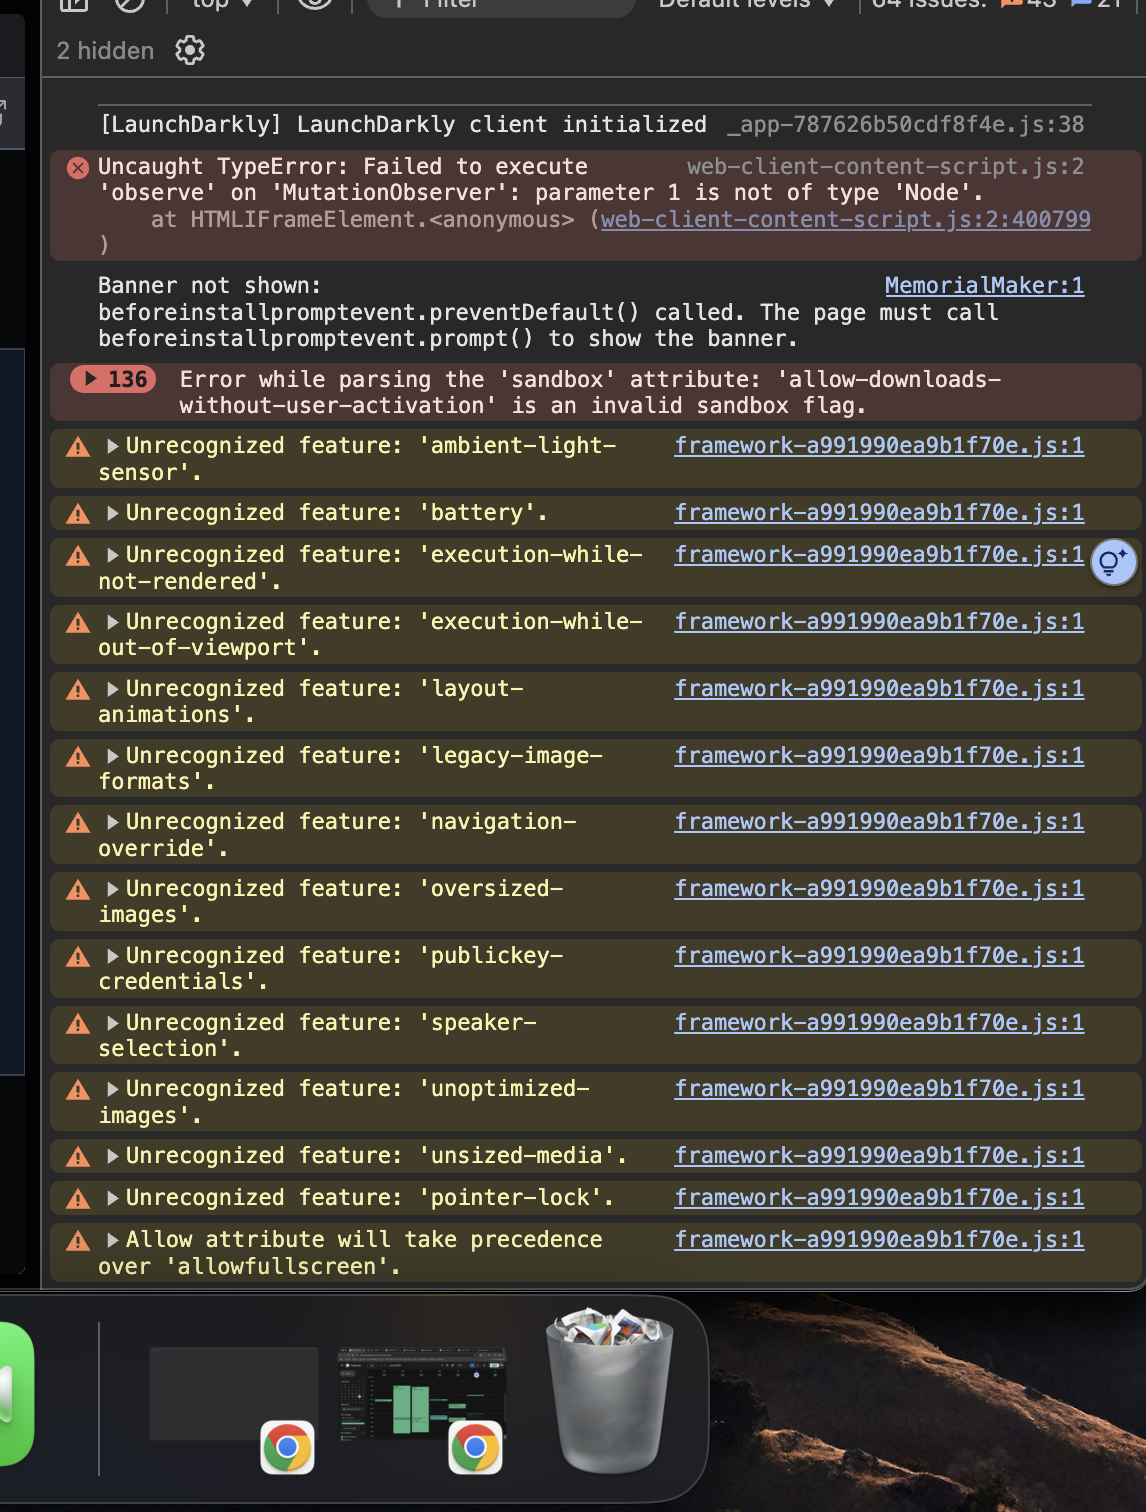 top
Filter
Default levels
64 Issues: 43 21
2 hidden
[LaunchDarkly] LaunchDarkly client initialized _app-787626b50cdf8f4e.js:38
Uncaught TypeError: Failed to execute web-client-content-script.js:2
'observe' on 'MutationObserver': parameter 1 is not of type 'Node'.
at HTMLIFrameElement.<anonymous> (web-client-content-script.js:2:400799
)
Banner not shown: MemorialMaker:1
beforeinstallpromptevent.preventDefault() called. The page must call
beforeinstallpromptevent.prompt() to show the banner.
136 Error while parsing the 'sandbox' attribute: 'allow-downloads-
without-user-activation' is an invalid sandbox flag.
Unrecognized feature: 'ambient-light- framework-a991990ea9b1f70e.js:1
sensor'.
Unrecognized feature: 'battery'. framework-a991990ea9b1f70e.js:1
Unrecognized feature: 'execution-while- framework-a991990ea9b1f70e.js:1
not-rendered'.
Unrecognized feature: 'execution-while- framework-a991990ea9b1f70e.js:1
out-of-viewport'.
Unrecognized feature: 'layout- framework-a991990ea9b1f70e.js:1
animations'.
Unrecognized feature: 'legacy-image- framework-a991990ea9b1f70e.js:1
formats'.
Unrecognized feature: 'navigation- framework-a991990ea9b1f70e.js:1
override'.
Unrecognized feature: 'oversized- framework-a991990ea9b1f70e.js:1
images'.
Unrecognized feature: 'publickey- framework-a991990ea9b1f70e.js:1
credentials'.
Unrecognized feature: 'speaker- framework-a991990ea9b1f70e.js:1
selection'.
Unrecognized feature: 'unoptimized- framework-a991990ea9b1f70e.js:1
images'.
Unrecognized feature: 'unsized-media'. framework-a991990ea9b1f70e.js:1
Unrecognized feature: 'pointer-lock'. framework-a991990ea9b1f70e.js:1
Allow attribute will take precedence framework-a991990ea9b1f70e.js:1
over 'allowfullscreen'.